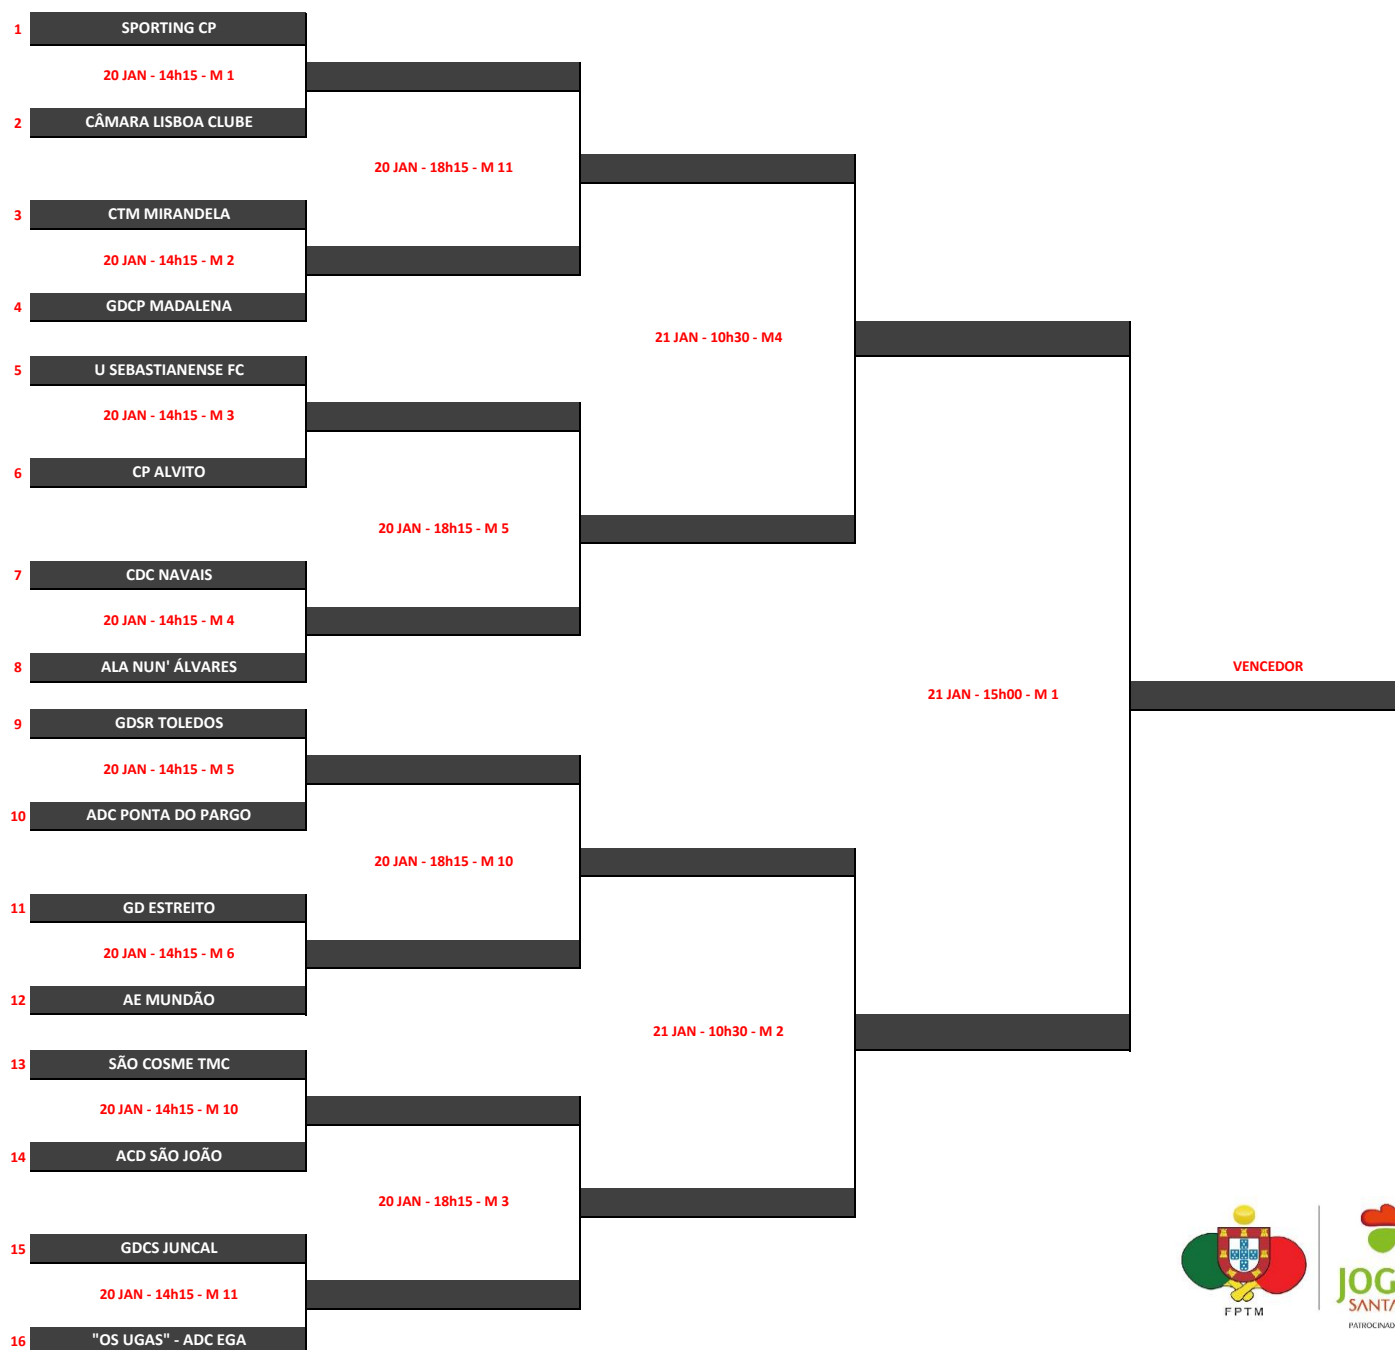 1 SPORTING CP
20 JAN - 14h15 - M 1
2 CÂMARA LISBOA CLUBE
20 JAN - 18h15 - M 11
3 CTM MIRANDELA
20 JAN - 14h15 - M 2
4 GDCP MADALENA
21 JAN - 10h30 - M4
5 U SEBASTIANENSE FC
20 JAN - 14h15 - M 3
6 CP ALVITO
20 JAN - 18h15 - M 5
7 CDC NAVAIS
20 JAN - 14h15 - M 4
8 ALA NUN' ÁLVARES
VENCEDOR
21 JAN - 15h00 - M 1
9 GDSR TOLEDOS
20 JAN - 14h15 - M 5
10 ADC PONTA DO PARGO
20 JAN - 18h15 - M 10
11 GD ESTREITO
20 JAN - 14h15 - M 6
12 AE MUNDÃO
21 JAN - 10h30 - M 2
13 SÃO COSME TMC
20 JAN - 14h15 - M 10
14 ACD SÃO JOÃO
20 JAN - 18h15 - M 3
15 GDCS JUNCAL
20 JAN - 14h15 - M 11
16 "OS UGAS" - ADC EGA
FPTM
JOG
SANTA
PATROCINAD